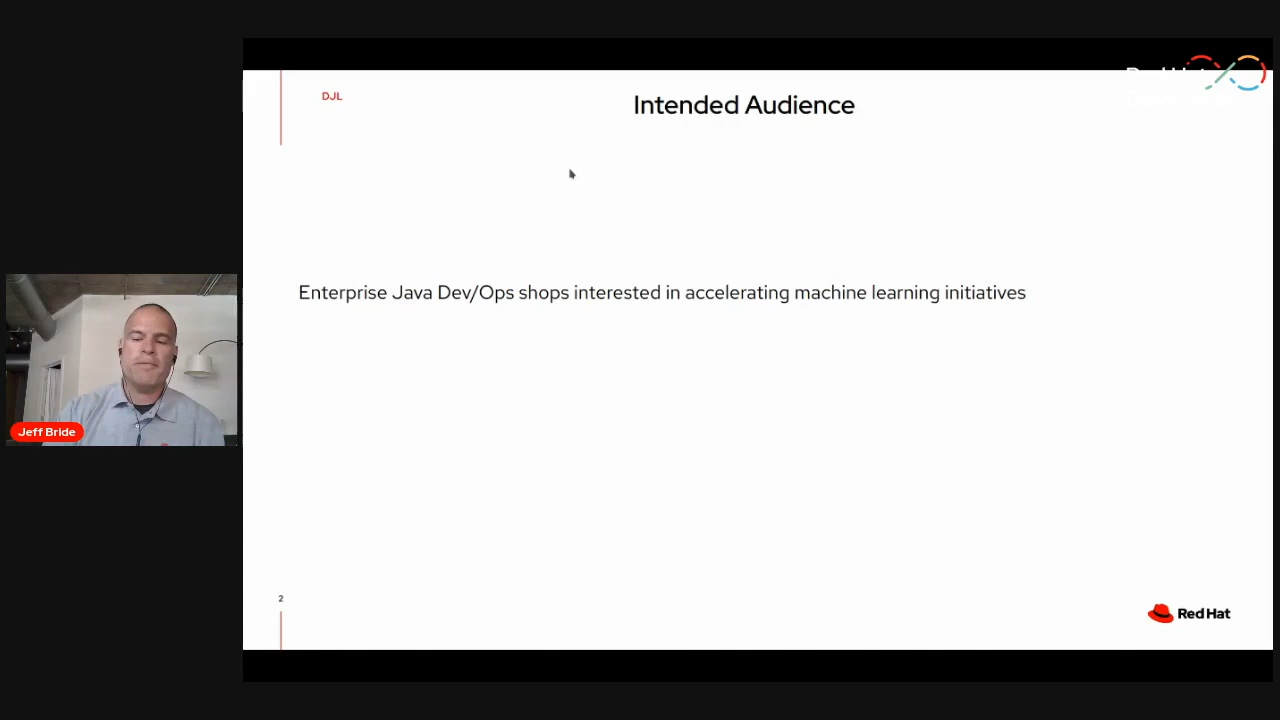 DJL
Intended Audience
Enterprise Java Dev/Ops shops interested in accelerating machine learning initiatives
Jeff Bride
2
Red Hat